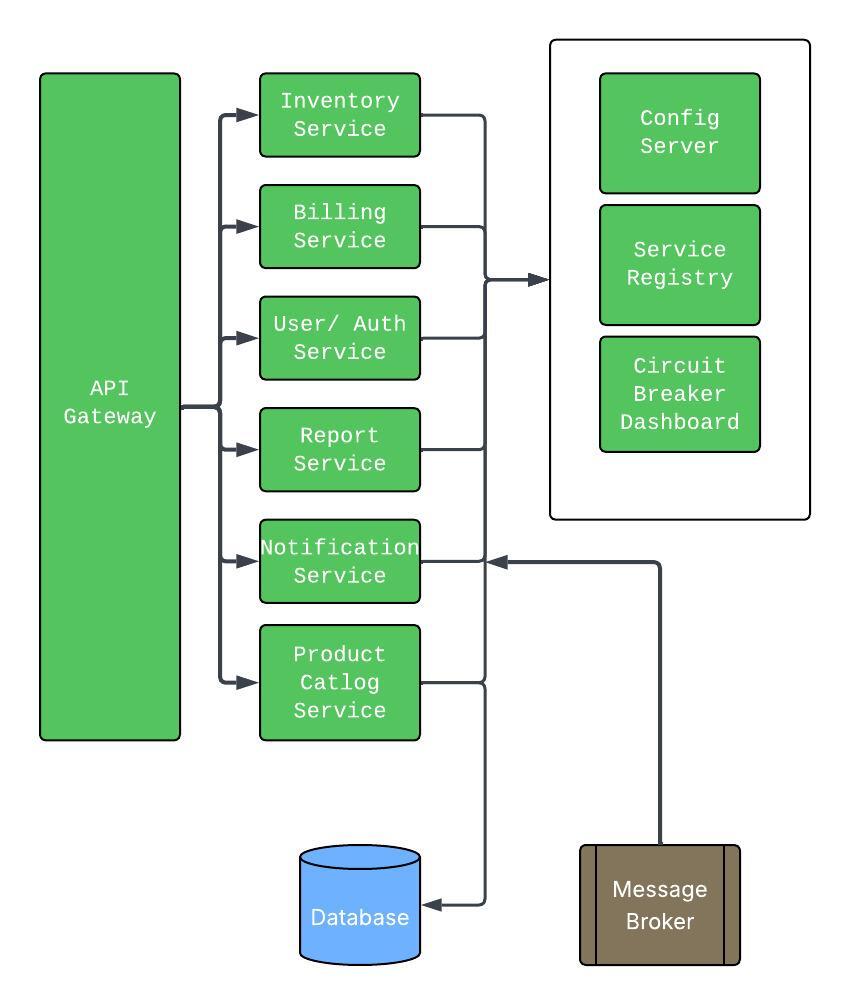 API
Gateway
Inventory
Service
Billing
Service
User/ Auth
Service
Report
Service
Notification
Service
Product
Catlog
Service
Config
Server
Service
Registry
Circuit
Breaker
Dashboard
Database
Message
Broker